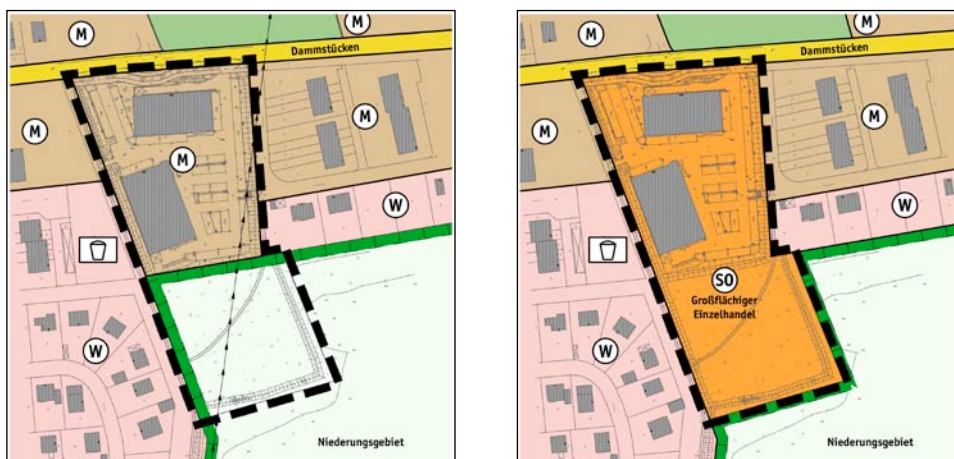 M
M
Dammstücken
M
M
M
W
W
Niederungsgebiet
M
M
Dammstücken
M
M
W
SO
Großflächiger
Einzelhandel
W
Niederungsgebiet